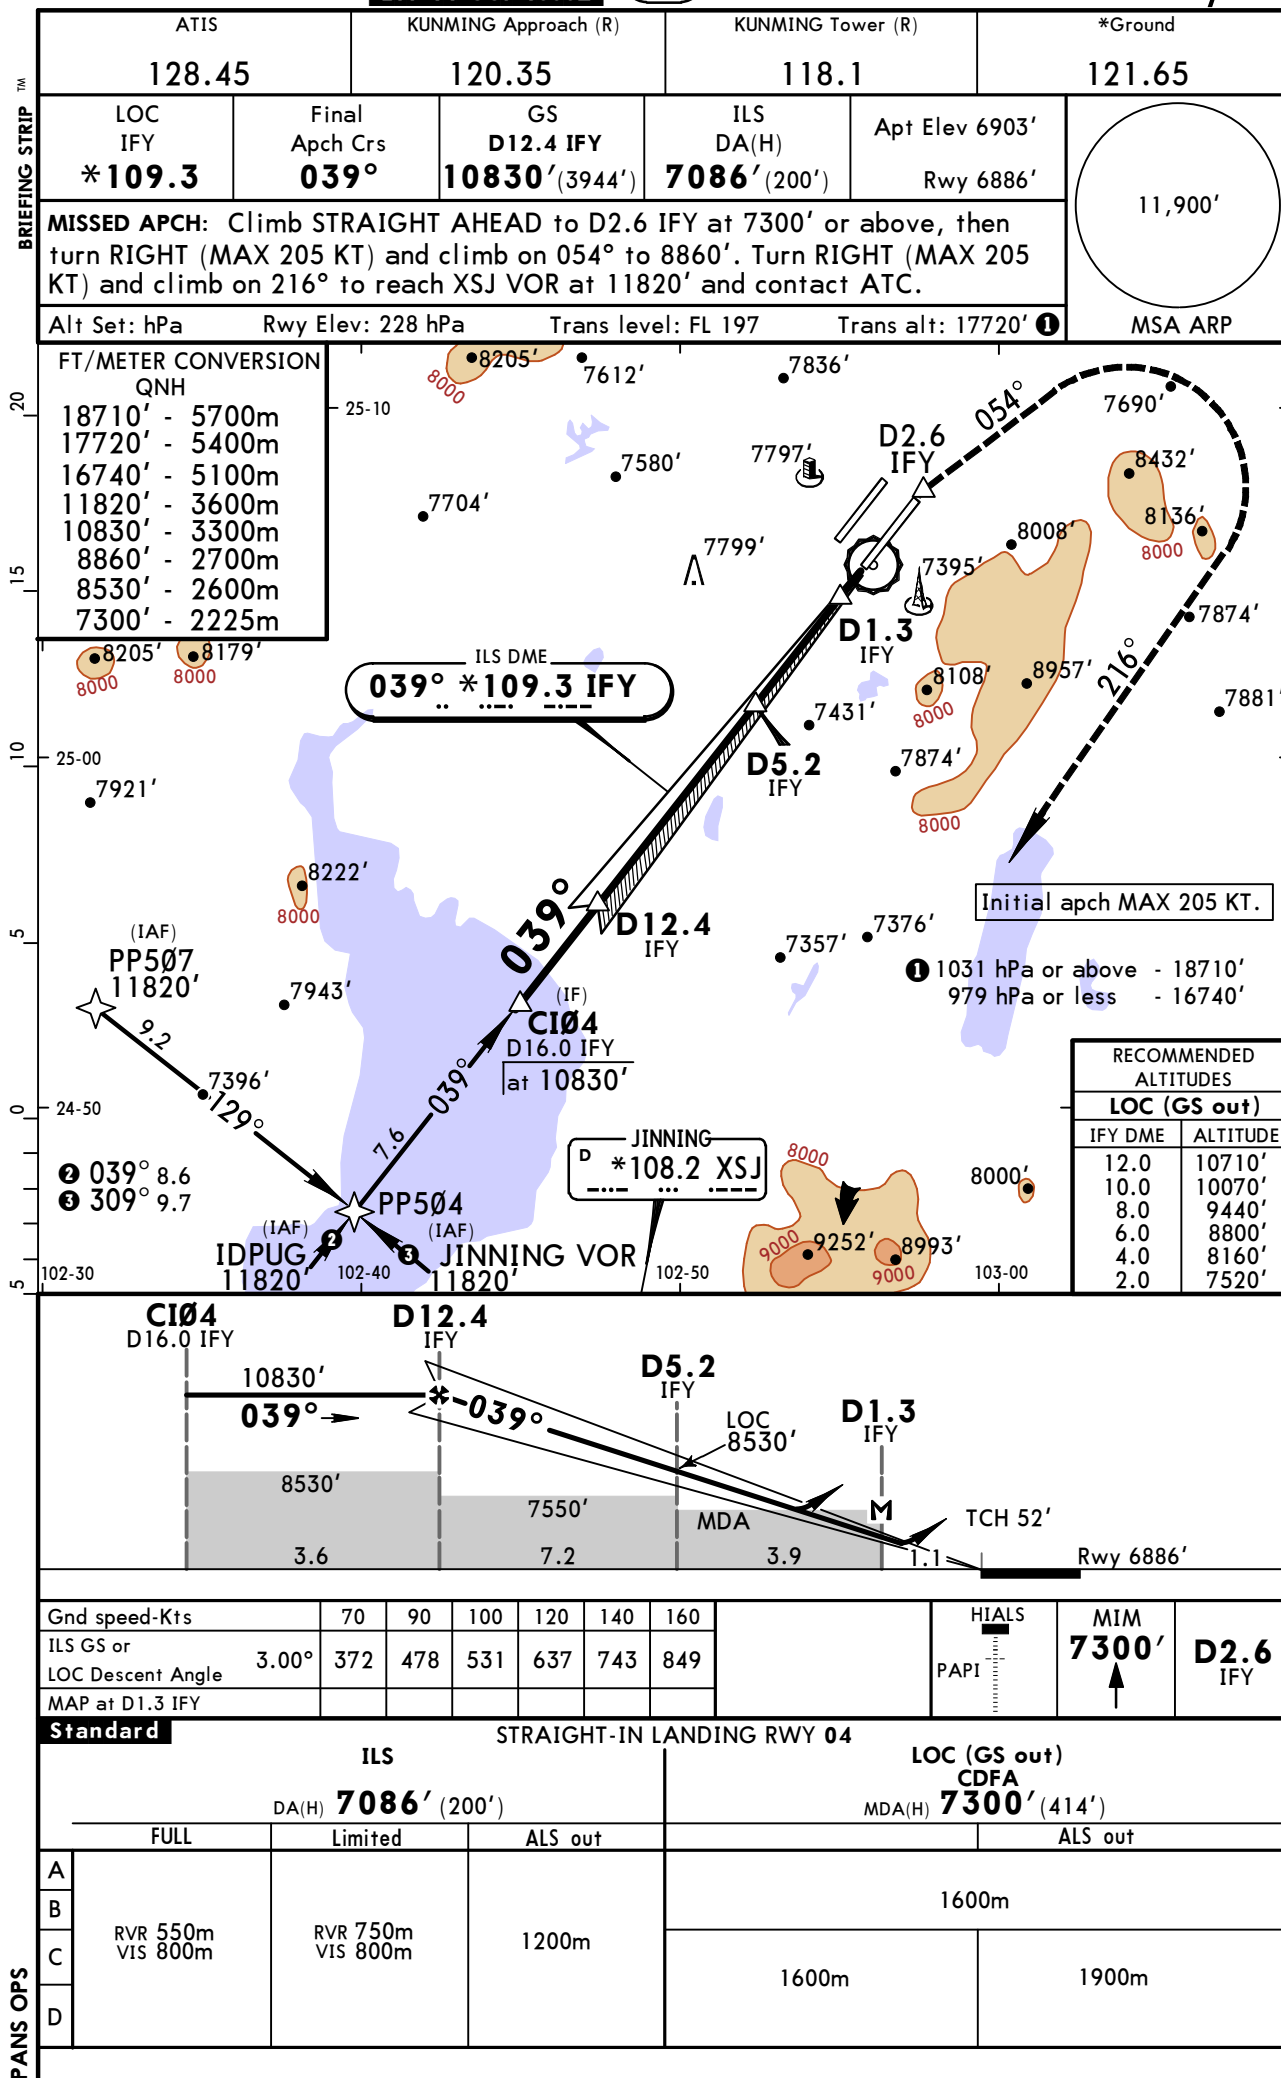 ATIS
128.45
KUNMING Approach (R)
120.35
KUNMING Tower (R)
118.1
*Ground
121.65
BRIEFING STRIP TM
LOC
IFY
*109.3
Final
Apch Crs
039°
GS
D12.4 IFY
10830′(3944′)
ILS
DA(H)
7086′(200′)
Apt Elev 6903′
Rwy 6886′
11,900′
MSA ARP
MISSED APCH: Climb STRAIGHT AHEAD to D2.6 IFY at 7300′ or above, then
turn RIGHT (MAX 205 KT) and climb on 054° to 8860′. Turn RIGHT (MAX 205
KT) and climb on 216° to reach XSJ VOR at 11820′ and contact ATC.
Alt Set: hPa Rwy Elev: 228 hPa Trans level: FL 197 Trans alt: 17720′ ❶
FT/METER CONVERSION
QNH
18710′ - 5700m
17720′ - 5400m
16740′ - 5100m
11820′ - 3600m
10830′ - 3300m
8860′ - 2700m
8530′ - 2600m
7300′ - 2225m
20
15
10
5
0
5
8205′
8000
7612′
7836′
25-10
054°
7690′
D2.6
IFY
7797′
7580′
8432′
7704′
8136′
8000
7799′
8008′
7395′
D1.3
IFY
7874′
8205′
8000
8179′
8000
ILS DME
039° *109.3 IFY
216°
8108′
8000
8957′
7881′
7431′
25-00
D5.2
IFY
7874′
7921′
8000
8222′
8000
Initial apch MAX 205 KT.
039°
D12.4
IFY
7376′
7357′
(IAF)
PP5Ø7
11820′
❶ 1031 hPa or above - 18710′
979 hPa or less - 16740′
7943′
(IF)
CIØ4
D16.0 IFY
at 10830′
9.2
7396′
129°
039°
7.6
24-50
RECOMMENDED
ALTITUDES
LOC (GS out)
IFY DME ALTITUDE
12.0 10710′
10.0 10070′
8.0 9440′
6.0 8800′
4.0 8160′
2.0 7520′
JINNING
D *108.2 XSJ
8000
8000′
❷ 039° 8.6
❸ 309° 9.7
PP5Ø4
(IAF)
IDPUG
11820′
❷
❸
(IAF)
JINNING VOR
11820′
9000
9252′
8993′
9000
102-30
102-40
102-50
103-00
CIØ4
D16.0 IFY
D12.4
IFY
D5.2
IFY
D1.3
IFY
10830′
039°
039°
LOC
8530′
8530′
7550′
MDA
M
TCH 52′
3.6
7.2
3.9
1.1
Rwy 6886′
Gnd speed-Kts 70 90 100 120 140 160
ILS GS or
LOC Descent Angle 3.00° 372 478 531 637 743 849
MAP at D1.3 IFY
HIALS
PAPI
MIM
7300′
D2.6
IFY
Standard
STRAIGHT-IN LANDING RWY 04
ILS
DA(H) 7086′(200′)
LOC (GS out)
CDFA
MDA(H) 7300′(414′)
FULL Limited ALS out ALS out
A
B
C
D
RVR 550m
VIS 800m
RVR 750m
VIS 800m
1200m
1600m
1600m
1900m
PANS OPS